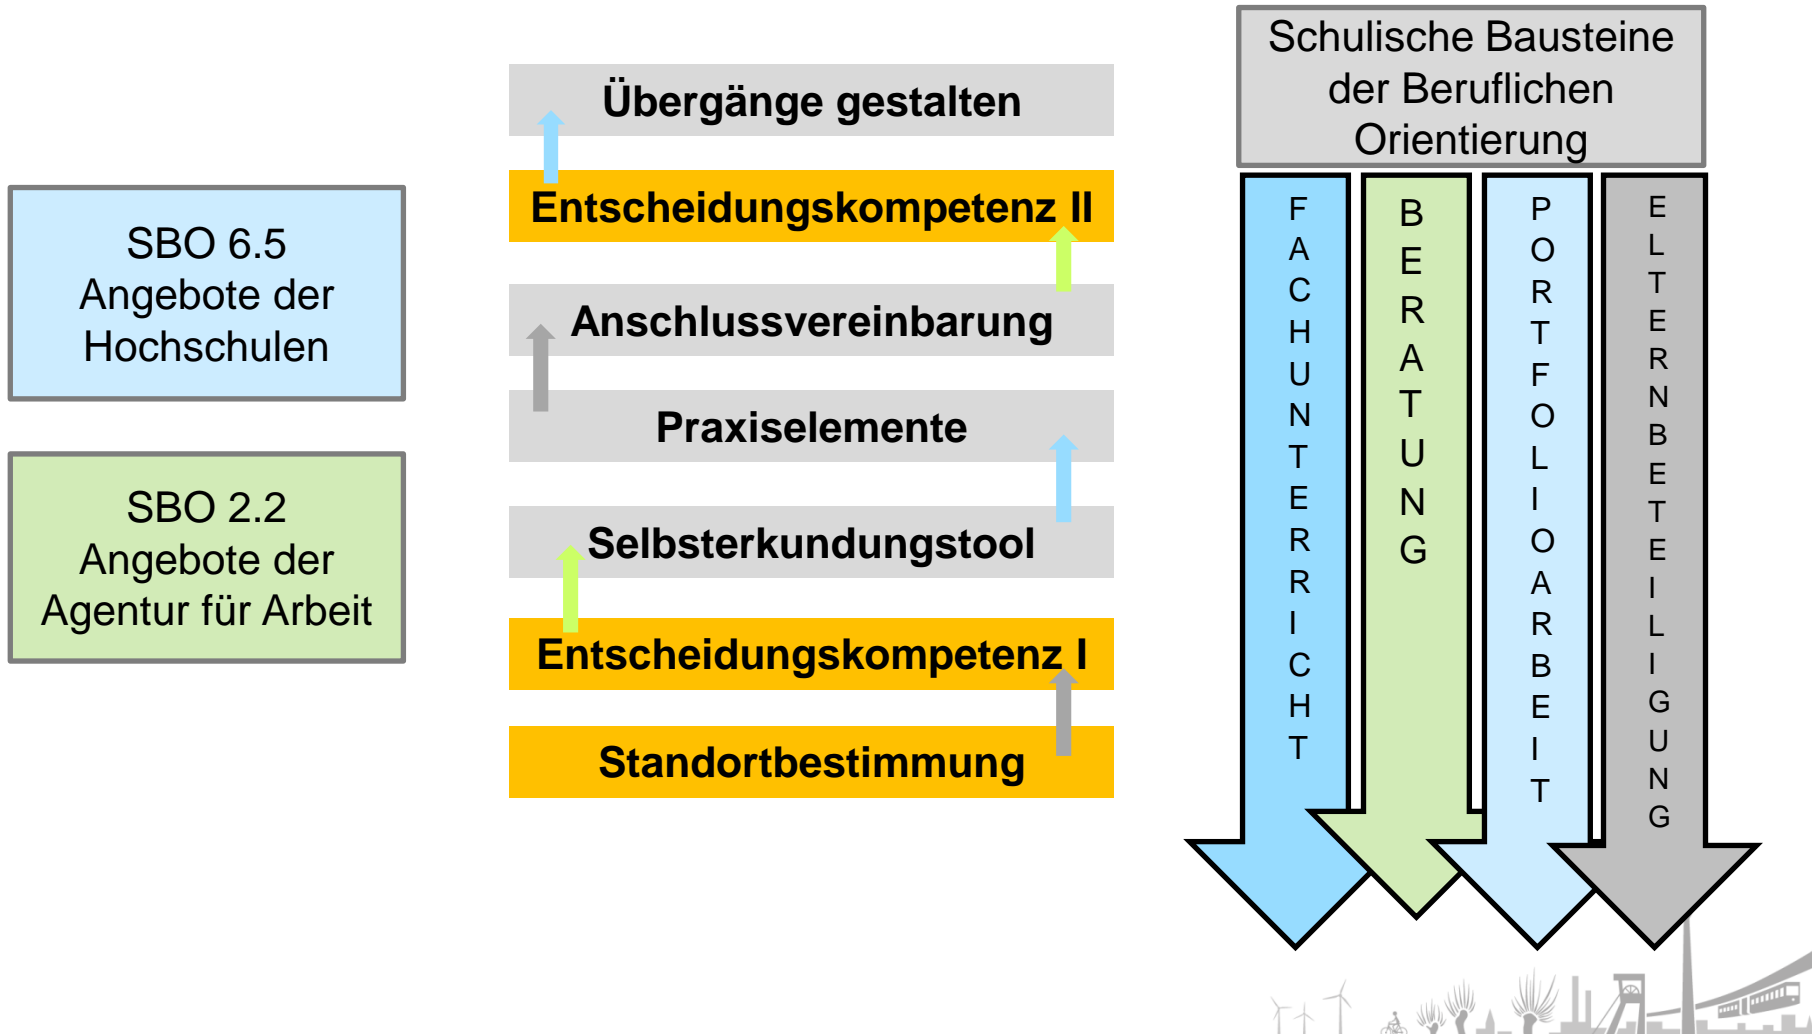 SBO 6.5
Angebote der
Hochschulen
SBO 2.2
Angebote der
Agentur für Arbeit
Übergänge gestalten
Entscheidungskompetenz II
Anschlussvereinbarung
Praxiselemente
Selbsterkundungstool
Entscheidungskompetenz I
Standortbestimmung
Schulische Bausteine
der Beruflichen
Orientierung
FACHUNTERRICHT
BERATUNG
PORTFOLIOARBEIT
ELTERNBETEILIGUNG